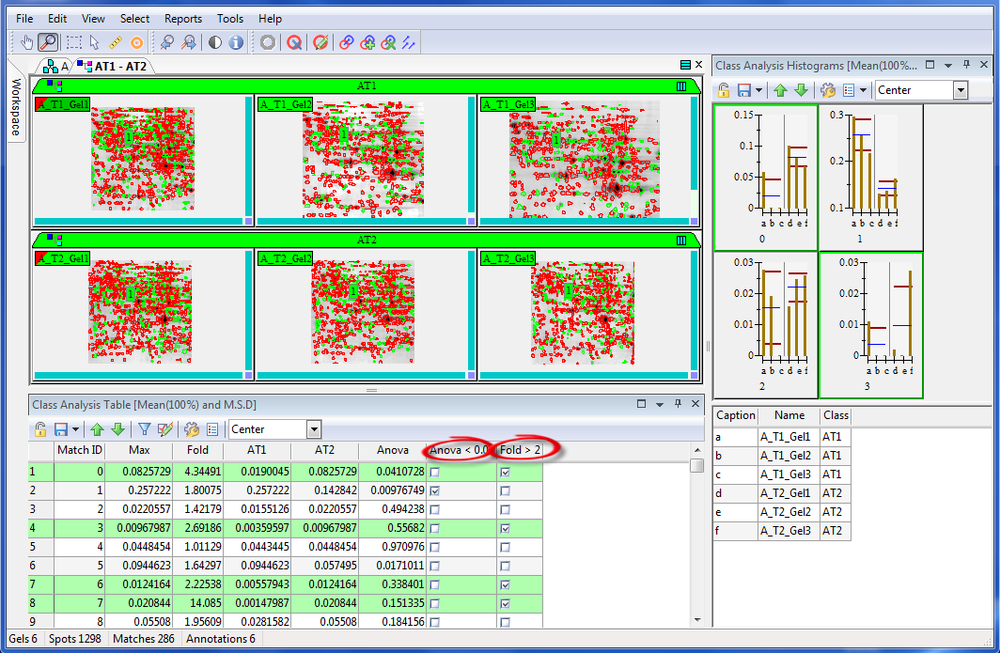 File Edit View Select Reports Tools Help
Workspace
A AT1 - AT2
AT1
A_T1_Gel1 A_T1_Gel2 A_T1_Gel3
1 1 1
AT2
A_T2_Gel1 A_T2_Gel2 A_T2_Gel3
1 1 1
Class Analysis Histograms [Mean(100%...
Center
0.15 0.1 0.05 0
a b c d e f
0
0.3 0.2 0.1
a b c d e f
1
0.03 0.02 0.01 0
a b c d e f
2
0.03 0.02 0.01 0
a b c d e f
3
Class Analysis Table [Mean(100%) and M.S.D]
Center
Match ID Max Fold AT1 AT2 Anova Anova < 0.0 Fold > 2
1 0 0.0825729 4.34491 0.0190045 0.0825729 0.0410728
2 1 0.257222 1.80075 0.257222 0.142842 0.00976749
3 2 0.0220557 1.42179 0.0155126 0.0220557 0.494238
4 3 0.00967987 2.69186 0.00359597 0.00967987 0.55682
5 4 0.0448454 1.01129 0.0443445 0.0448454 0.970976
6 5 0.0944623 1.64297 0.0944623 0.057495 0.0171011
7 6 0.0124164 2.22538 0.00557943 0.0124164 0.338401
8 7 0.020844 14.085 0.00147987 0.020844 0.151335
9 8 0.05508 1.95609 0.0281582 0.05508 0.184156
Caption Name Class
a A_T1_Gel1 AT1
b A_T1_Gel2 AT1
c A_T1_Gel3 AT1
d A_T2_Gel1 AT2
e A_T2_Gel2 AT2
f A_T2_Gel3 AT2
Gels 6 Spots 1298 Matches 286 Annotations 6